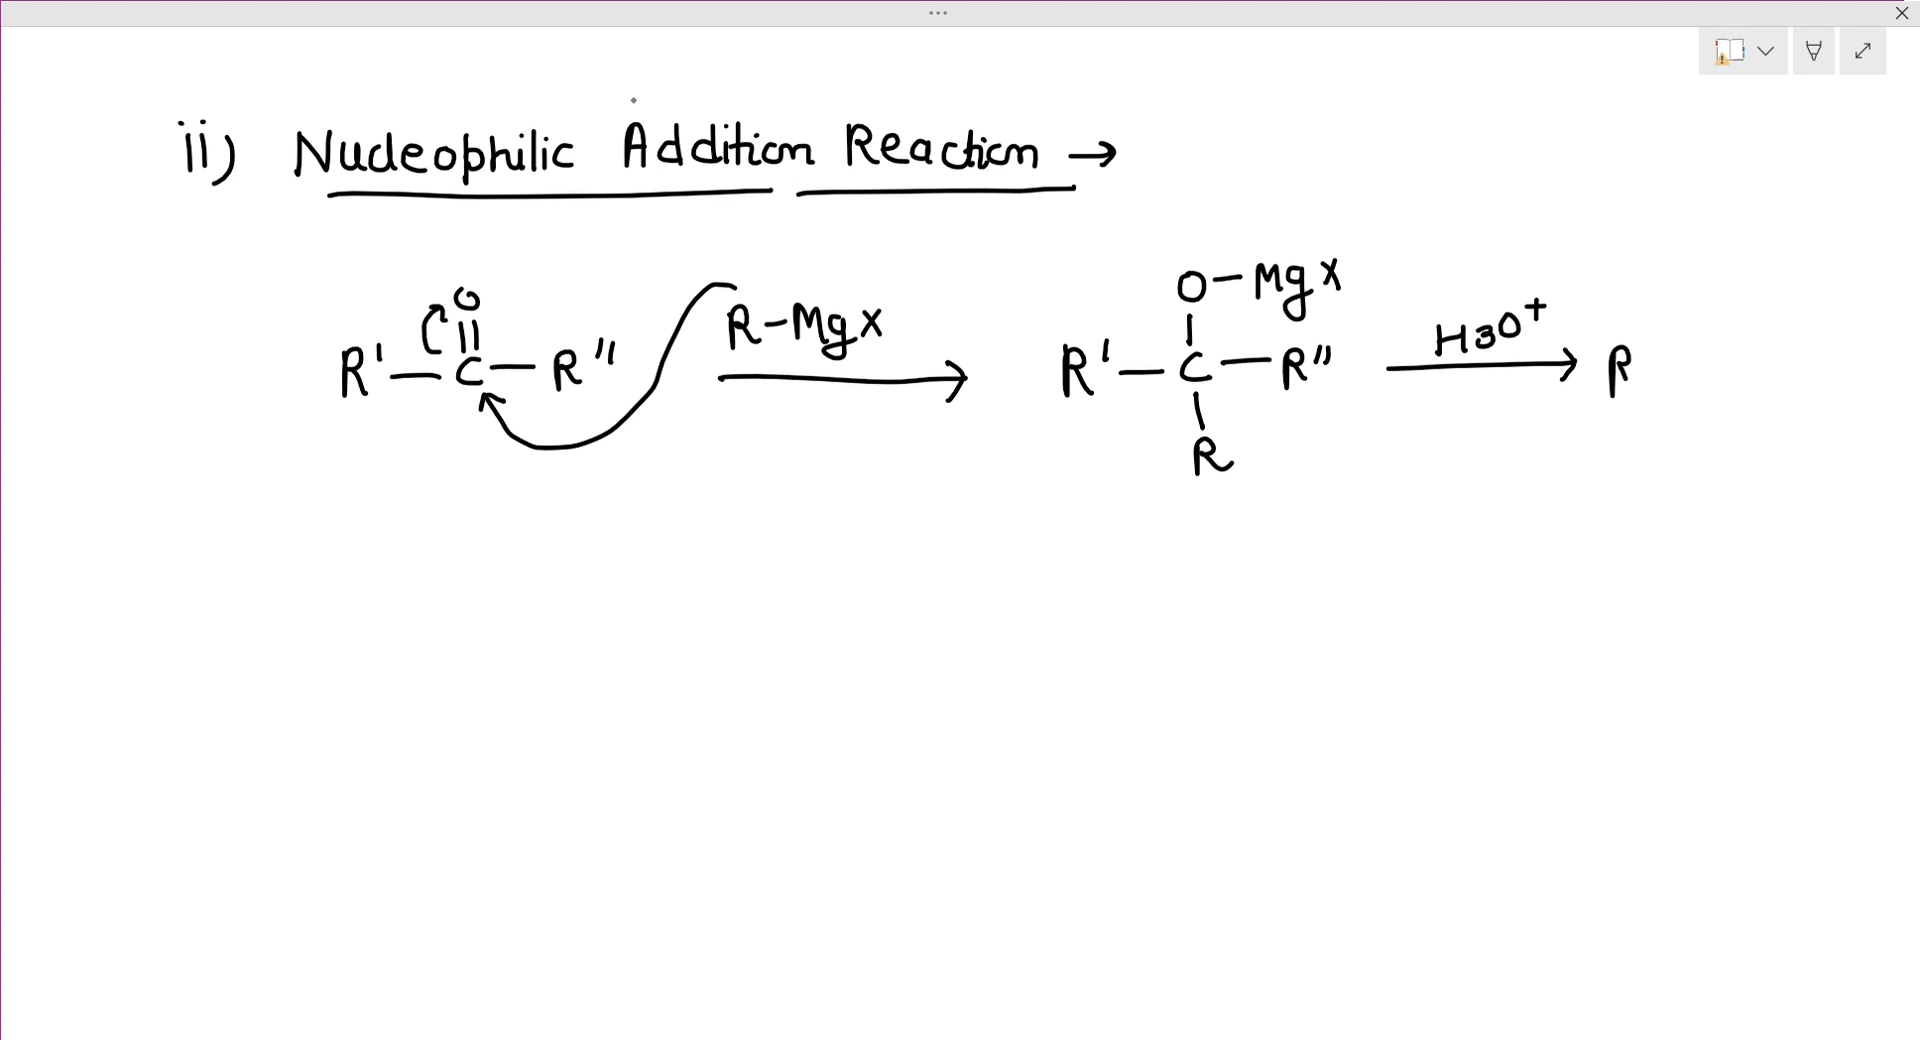 ii) Nucleophilic Addition Reaction →
O R-MgX O-MgX H3O+
R'-C-R" R'-C-R" R
R